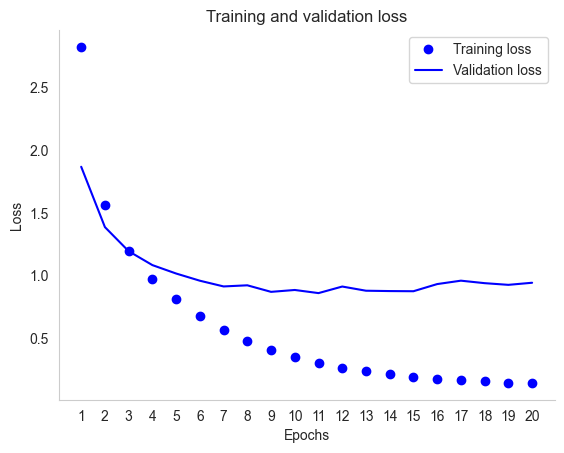 Training and validation loss
Training loss
Validation loss
2.5
2.0
1.5
1.0
0.5
Loss
1 2 3 4 5 6 7 8 9 10 11 12 13 14 15 16 17 18 19 20
Epochs